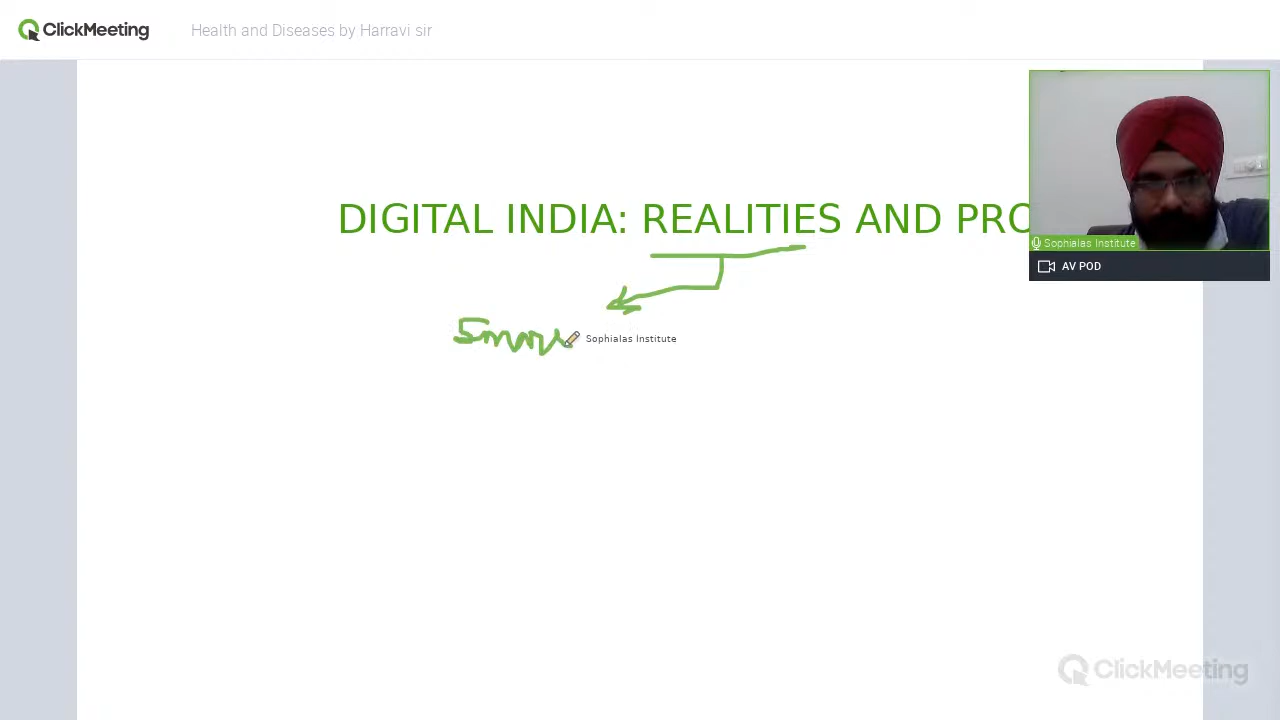 ClickMeeting Health and Diseases by Harravi sir
DIGITAL INDIA: REALITIES AND PRO
Sophialas Institute
AV POD
Sophialas Institute
ClickMeeting